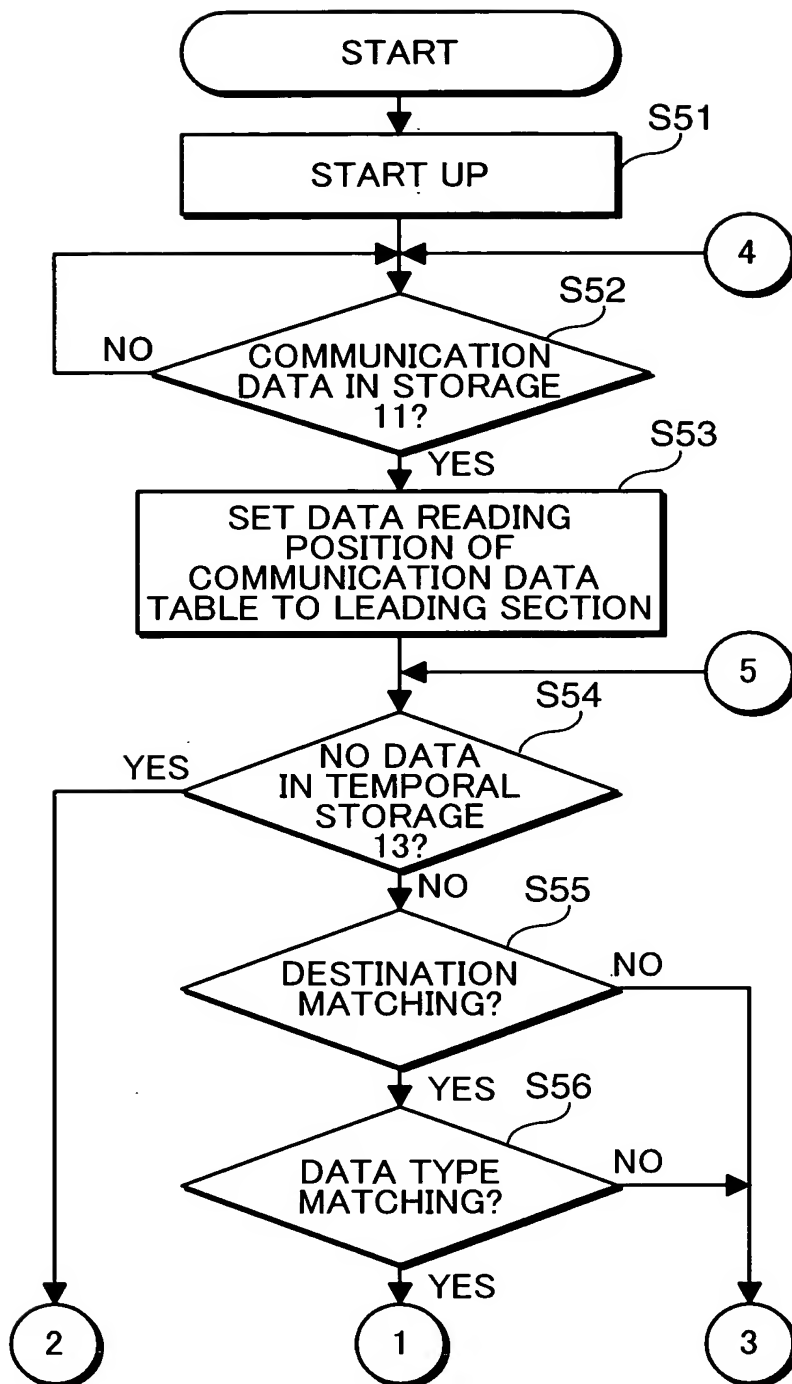 START
S51
START UP
4
S52
NO
COMMUNICATION
DATA IN STORAGE
11?
YES
S53
SET DATA READING
POSITION OF
COMMUNICATION DATA
TABLE TO LEADING SECTION
5
S54
YES
NO DATA
IN TEMPORAL
STORAGE
13?
NO
S55
DESTINATION
MATCHING?
NO
YES
S56
DATA TYPE
MATCHING?
NO
YES
2
1
3